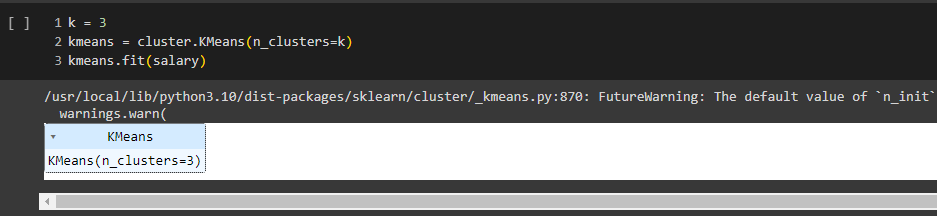 [ ] 1 k = 3
2 kmeans = cluster.KMeans(n_clusters=k)
3 kmeans.fit(salary)
/usr/local/lib/python3.10/dist-packages/sklearn/cluster/_kmeans.py:870: FutureWarning: The default value of `n_init`
warnings.warn(
KMeans
KMeans(n_clusters=3)